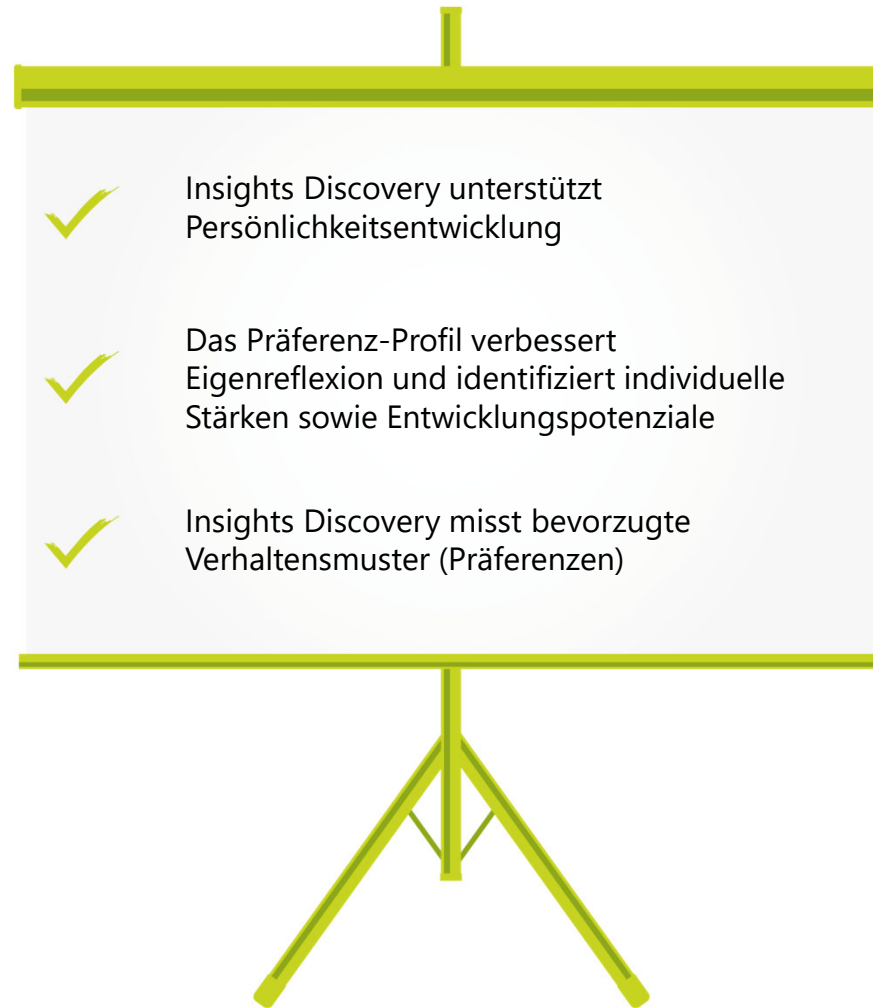 Insights Discovery unterstützt
Persönlichkeitsentwicklung
Das Präferenz-Profil verbessert
Eigenreflexion und identifiziert individuelle
Stärken sowie Entwicklungspotenziale
Insights Discovery misst bevorzugte
Verhaltensmuster (Präferenzen)